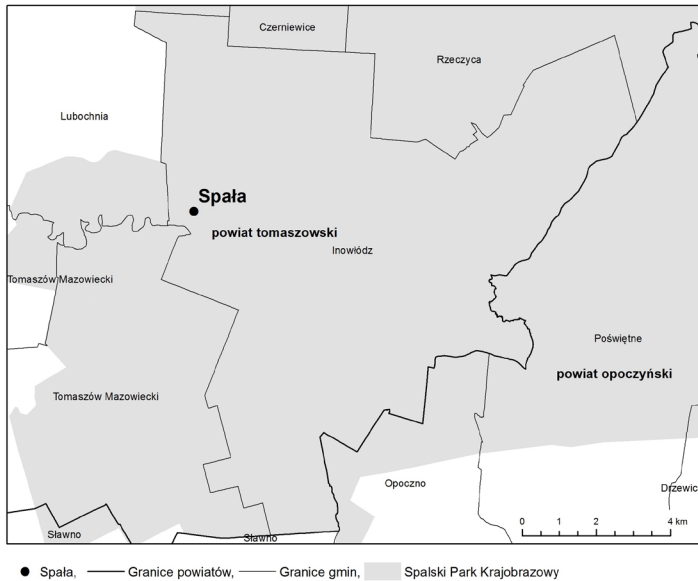 Czerniewice
Rzeczyca
Lubochnia
Spała
powiat tomaszowski
Inowłódz
Tomaszów Mazowiecki
Poświętne
powiat opoczyński
Tomaszów Mazowiecki
Opoczno
Drzewic
Sławno
Sławno
0 1 2 4 km
Spała, Granice powiatów, Granice gmin, Spalski Park Krajobrazowy